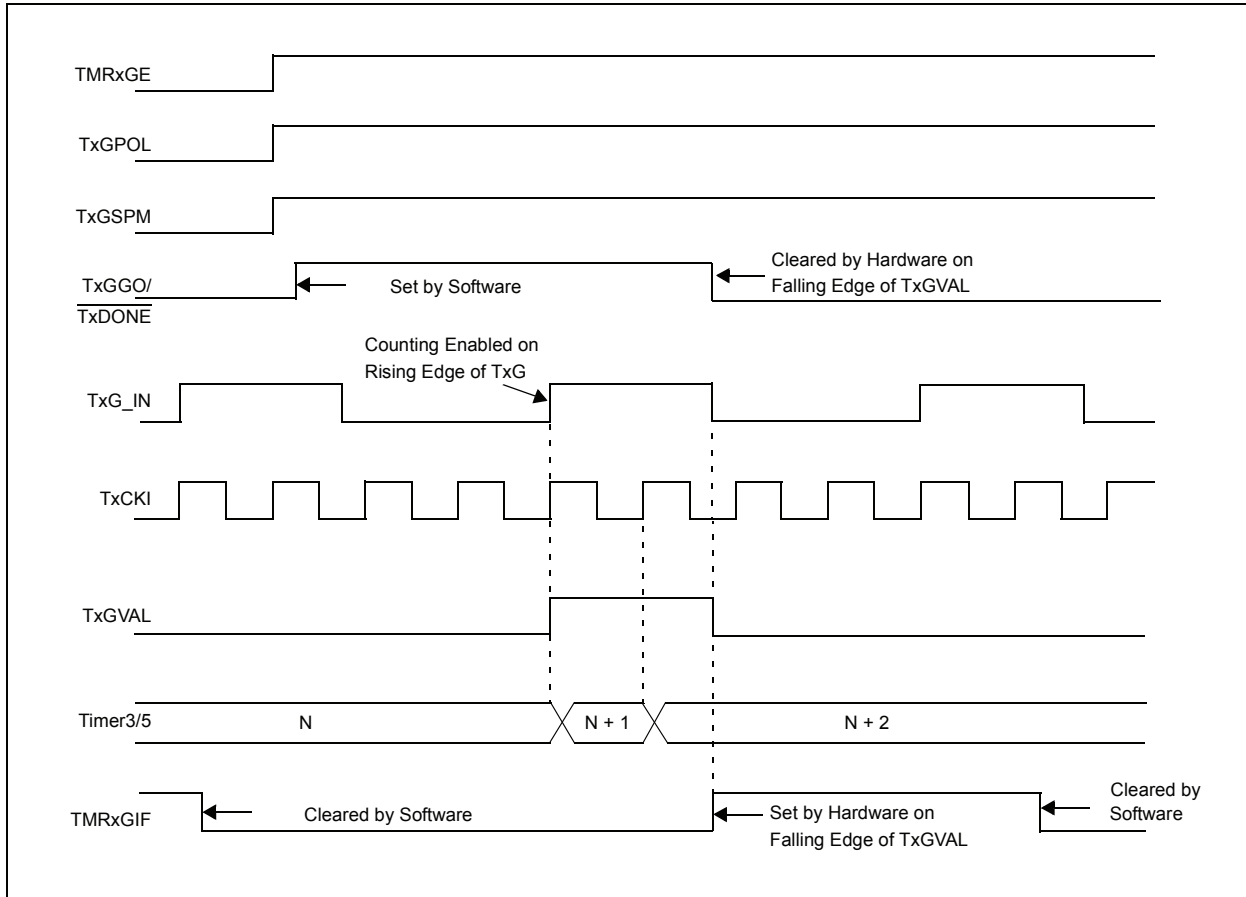 TMRxGE
TxGPOL
TxGSPM
TxGGO/
TxDONE
Set by Software
Cleared by Hardware on
Falling Edge of TxGVAL
Counting Enabled on
Rising Edge of TxG
TxG_IN
TxCKI
TxGVAL
Timer3/5
N
N + 1
N + 2
TMRxGIF
Cleared by Software
Set by Hardware on
Falling Edge of TxGVAL
Cleared by
Software